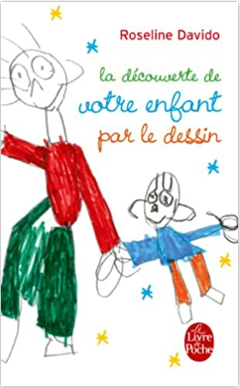 Roseline Davido
la découverte de
votre enfant
par le dessin
Le
Livre
de
Poche